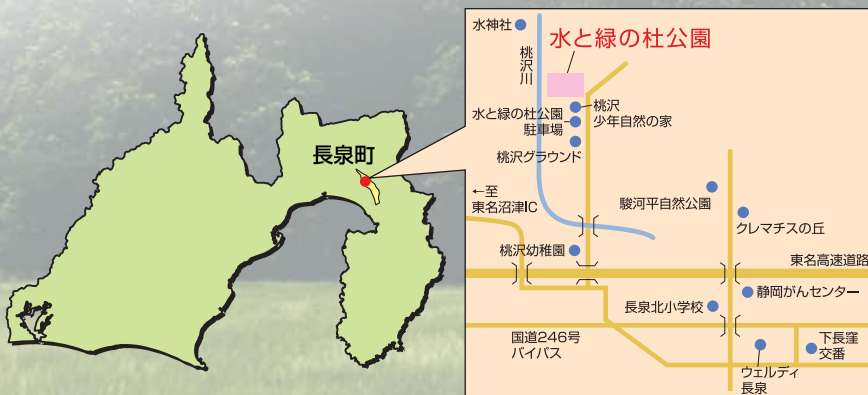 長泉町
水神社
水と緑の杜公園
桃沢川
桃沢
少年自然の家
水と緑の杜公園
駐車場
桃沢グラウンド
←至
東名沼津IC
駿河平自然公園
クレマチスの丘
桃沢幼稚園
東名高速道路
静岡がんセンター
長泉北小学校
国道246号
バイパス
下長窪
交番
ウェルディ
長泉